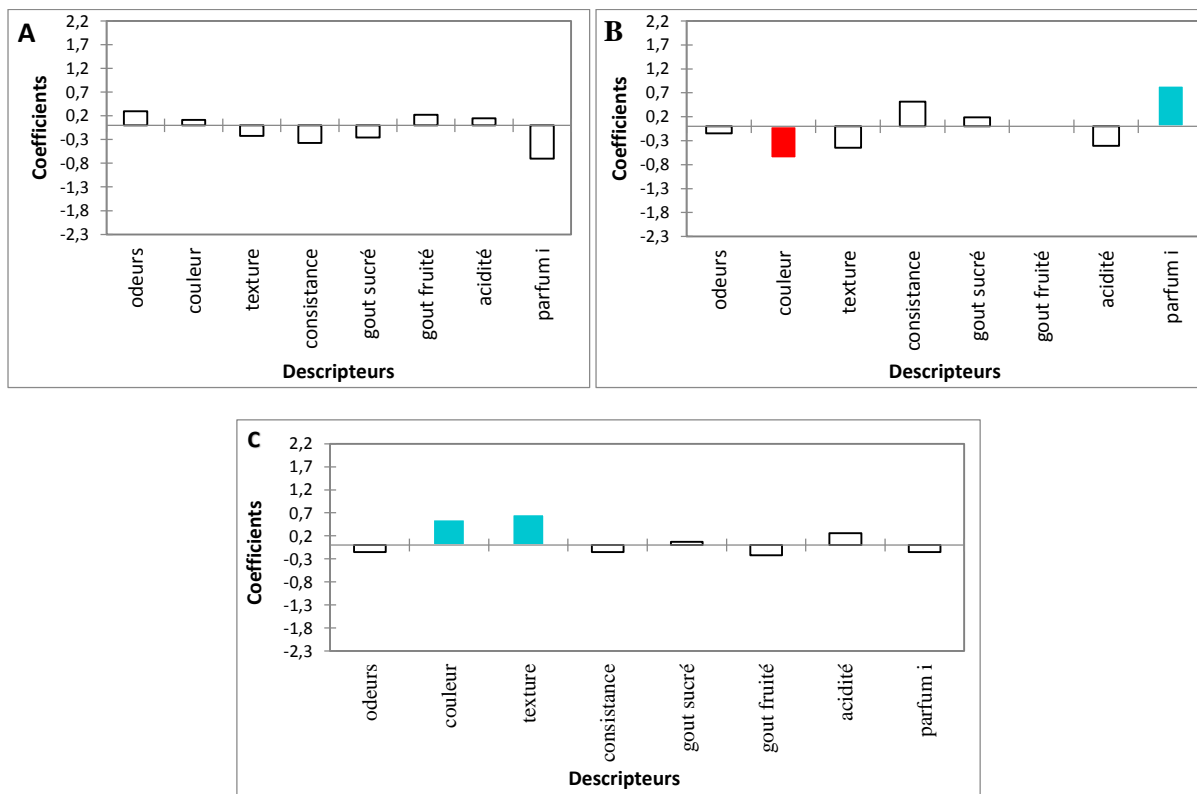 A
Coefficients
2,2
1,7
1,2
0,7
0,2
-0,3
-0,8
-1,3
-1,8
-2,3
odeurs
couleur
texture
consistance
gout sucré
gout fruité
acidité
parfum i
Descripteurs
B
Coefficients
2,2
1,7
1,2
0,7
0,2
-0,3
-0,8
-1,3
-1,8
-2,3
odeurs
couleur
texture
consistance
gout sucré
gout fruité
acidité
parfum i
Descripteurs
C
Coefficients
2,2
1,7
1,2
0,7
0,2
-0,3
-0,8
-1,3
-1,8
-2,3
odeurs
couleur
texture
consistance
gout sucré
gout fruité
acidité
parfum i
Descripteurs